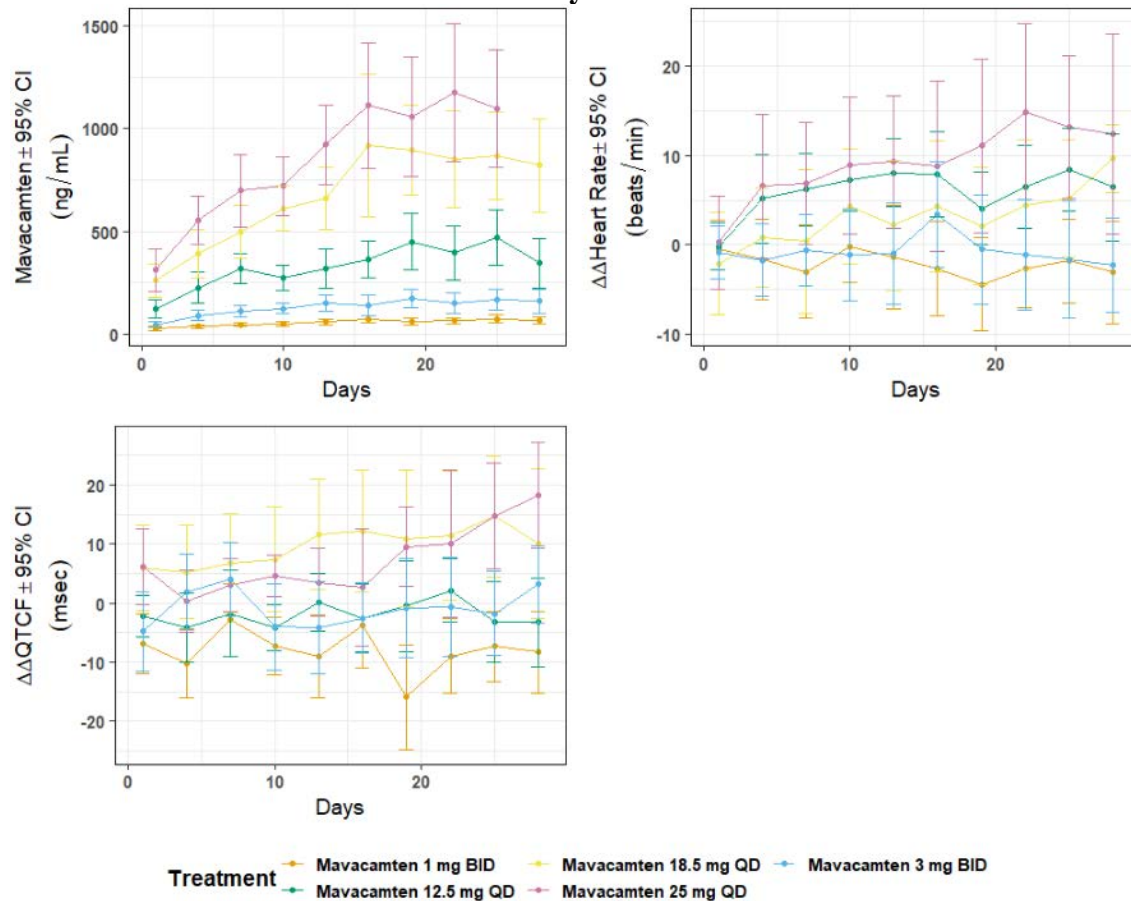 Mavacamten ± 95% CI
(ng/mL)
1500
1000
500
0
0
10
20
Days
ΔΔHeart Rate ± 95% CI
(beats/min)
20
10
0
-10
0
10
20
Days
ΔΔQTCF ± 95% CI
(msec)
20
10
0
-10
-20
0
10
20
Days
Treatment
Mavacamten 1 mg BID
Mavacamten 18.5 mg QD
Mavacamten 3 mg BID
Mavacamten 12.5 mg QD
Mavacamten 25 mg QD